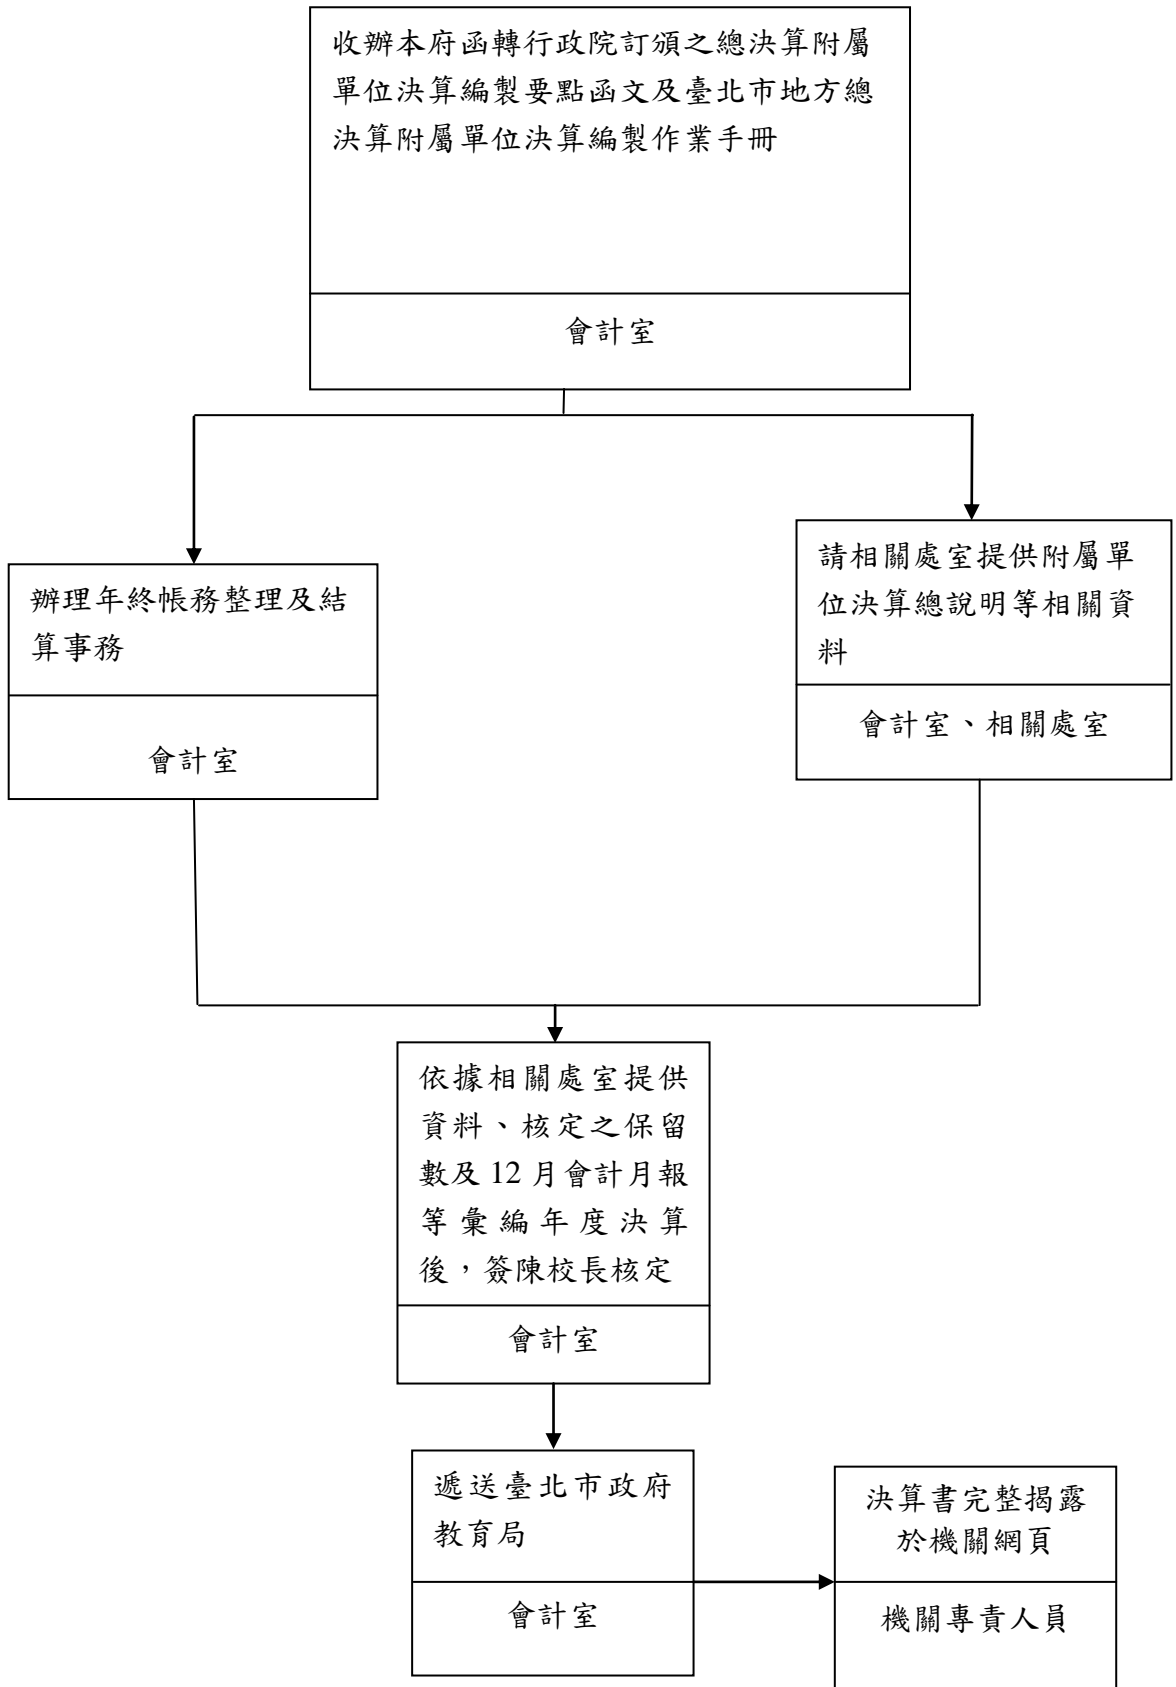 收辦本府函轉行政院訂頒之總決算附屬
單位決算編製要點函文及臺北市地方總
決算附屬單位決算編製作業手冊
會計室
辦理年終帳務整理及結
算事務
會計室
請相關處室提供附屬單
位決算總說明等相關資
料
會計室、相關處室
依據相關處室提供
資料、核定之保留
數及 12 月會計月報
等彙編年度決算
後，簽陳校長核定
會計室
遞送臺北市政府
教育局
會計室
決算書完整揭露
於機關網頁
機關專責人員